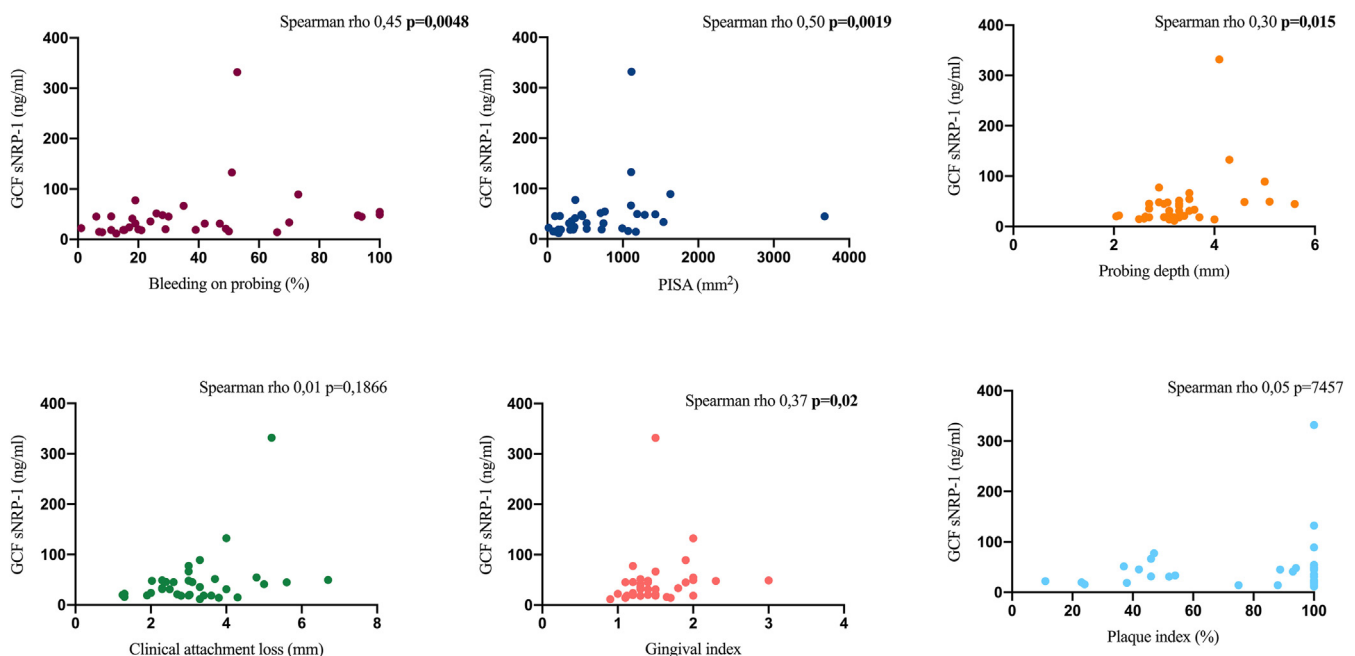 Spearman rho 0,45 p=0,0048
400
300
200
100
0
GCF sNRP-1 (ng/ml)
0 20 40 60 80 100
Bleeding on probing (%)
Spearman rho 0,50 p=0,0019
400
300
200
100
0
GCF sNRP-1 (ng/ml)
0 1000 2000 3000 4000
PISA (mm²)
Spearman rho 0,30 p=0,015
400
300
200
100
0
GCF sNRP-1 (ng/ml)
0 2 4 6
Probing depth (mm)
Spearman rho 0,01 p=0,1866
400
300
200
100
0
GCF sNRP-1 (ng/ml)
0 2 4 6 8
Clinical attachment loss (mm)
Spearman rho 0,37 p=0,02
400
300
200
100
0
GCF sNRP-1 (ng/ml)
0 1 2 3 4
Gingival index
Spearman rho 0,05 p=7457
400
300
200
100
0
GCF sNRP-1 (ng/ml)
0 20 40 60 80 100
Plaque index (%)